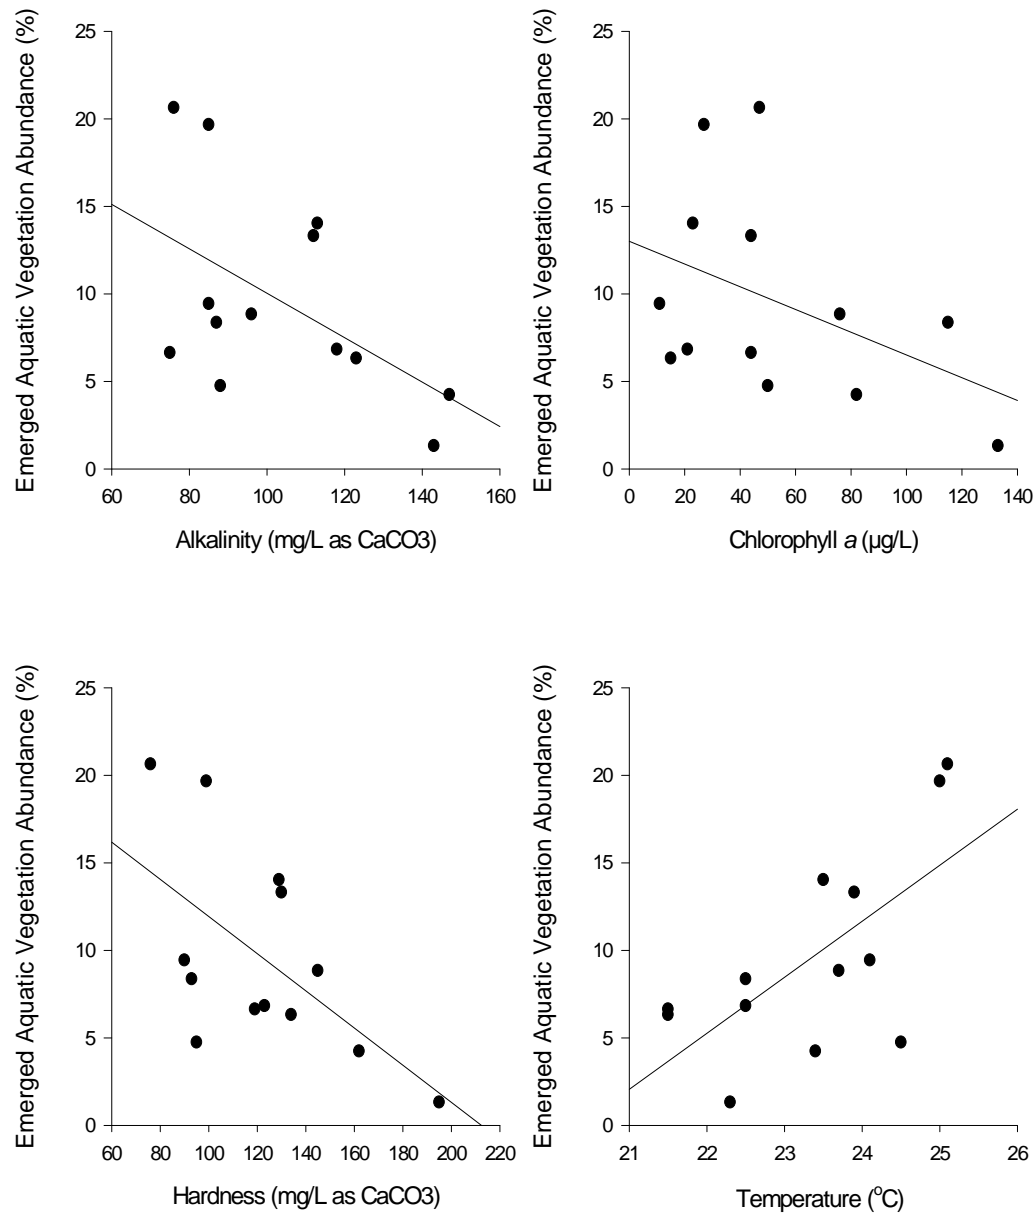 Emerged Aquatic Vegetation Abundance (%)
25
20
15
10
5
0
60 80 100 120 140 160
Alkalinity (mg/L as CaCO3)
Emerged Aquatic Vegetation Abundance (%)
25
20
15
10
5
0
0 20 40 60 80 100 120 140
Chlorophyll a (µg/L)
Emerged Aquatic Vegetation Abundance (%)
25
20
15
10
5
0
60 80 100 120 140 160 180 200 220
Hardness (mg/L as CaCO3)
Emerged Aquatic Vegetation Abundance (%)
25
20
15
10
5
0
21 22 23 24 25 26
Temperature (°C)